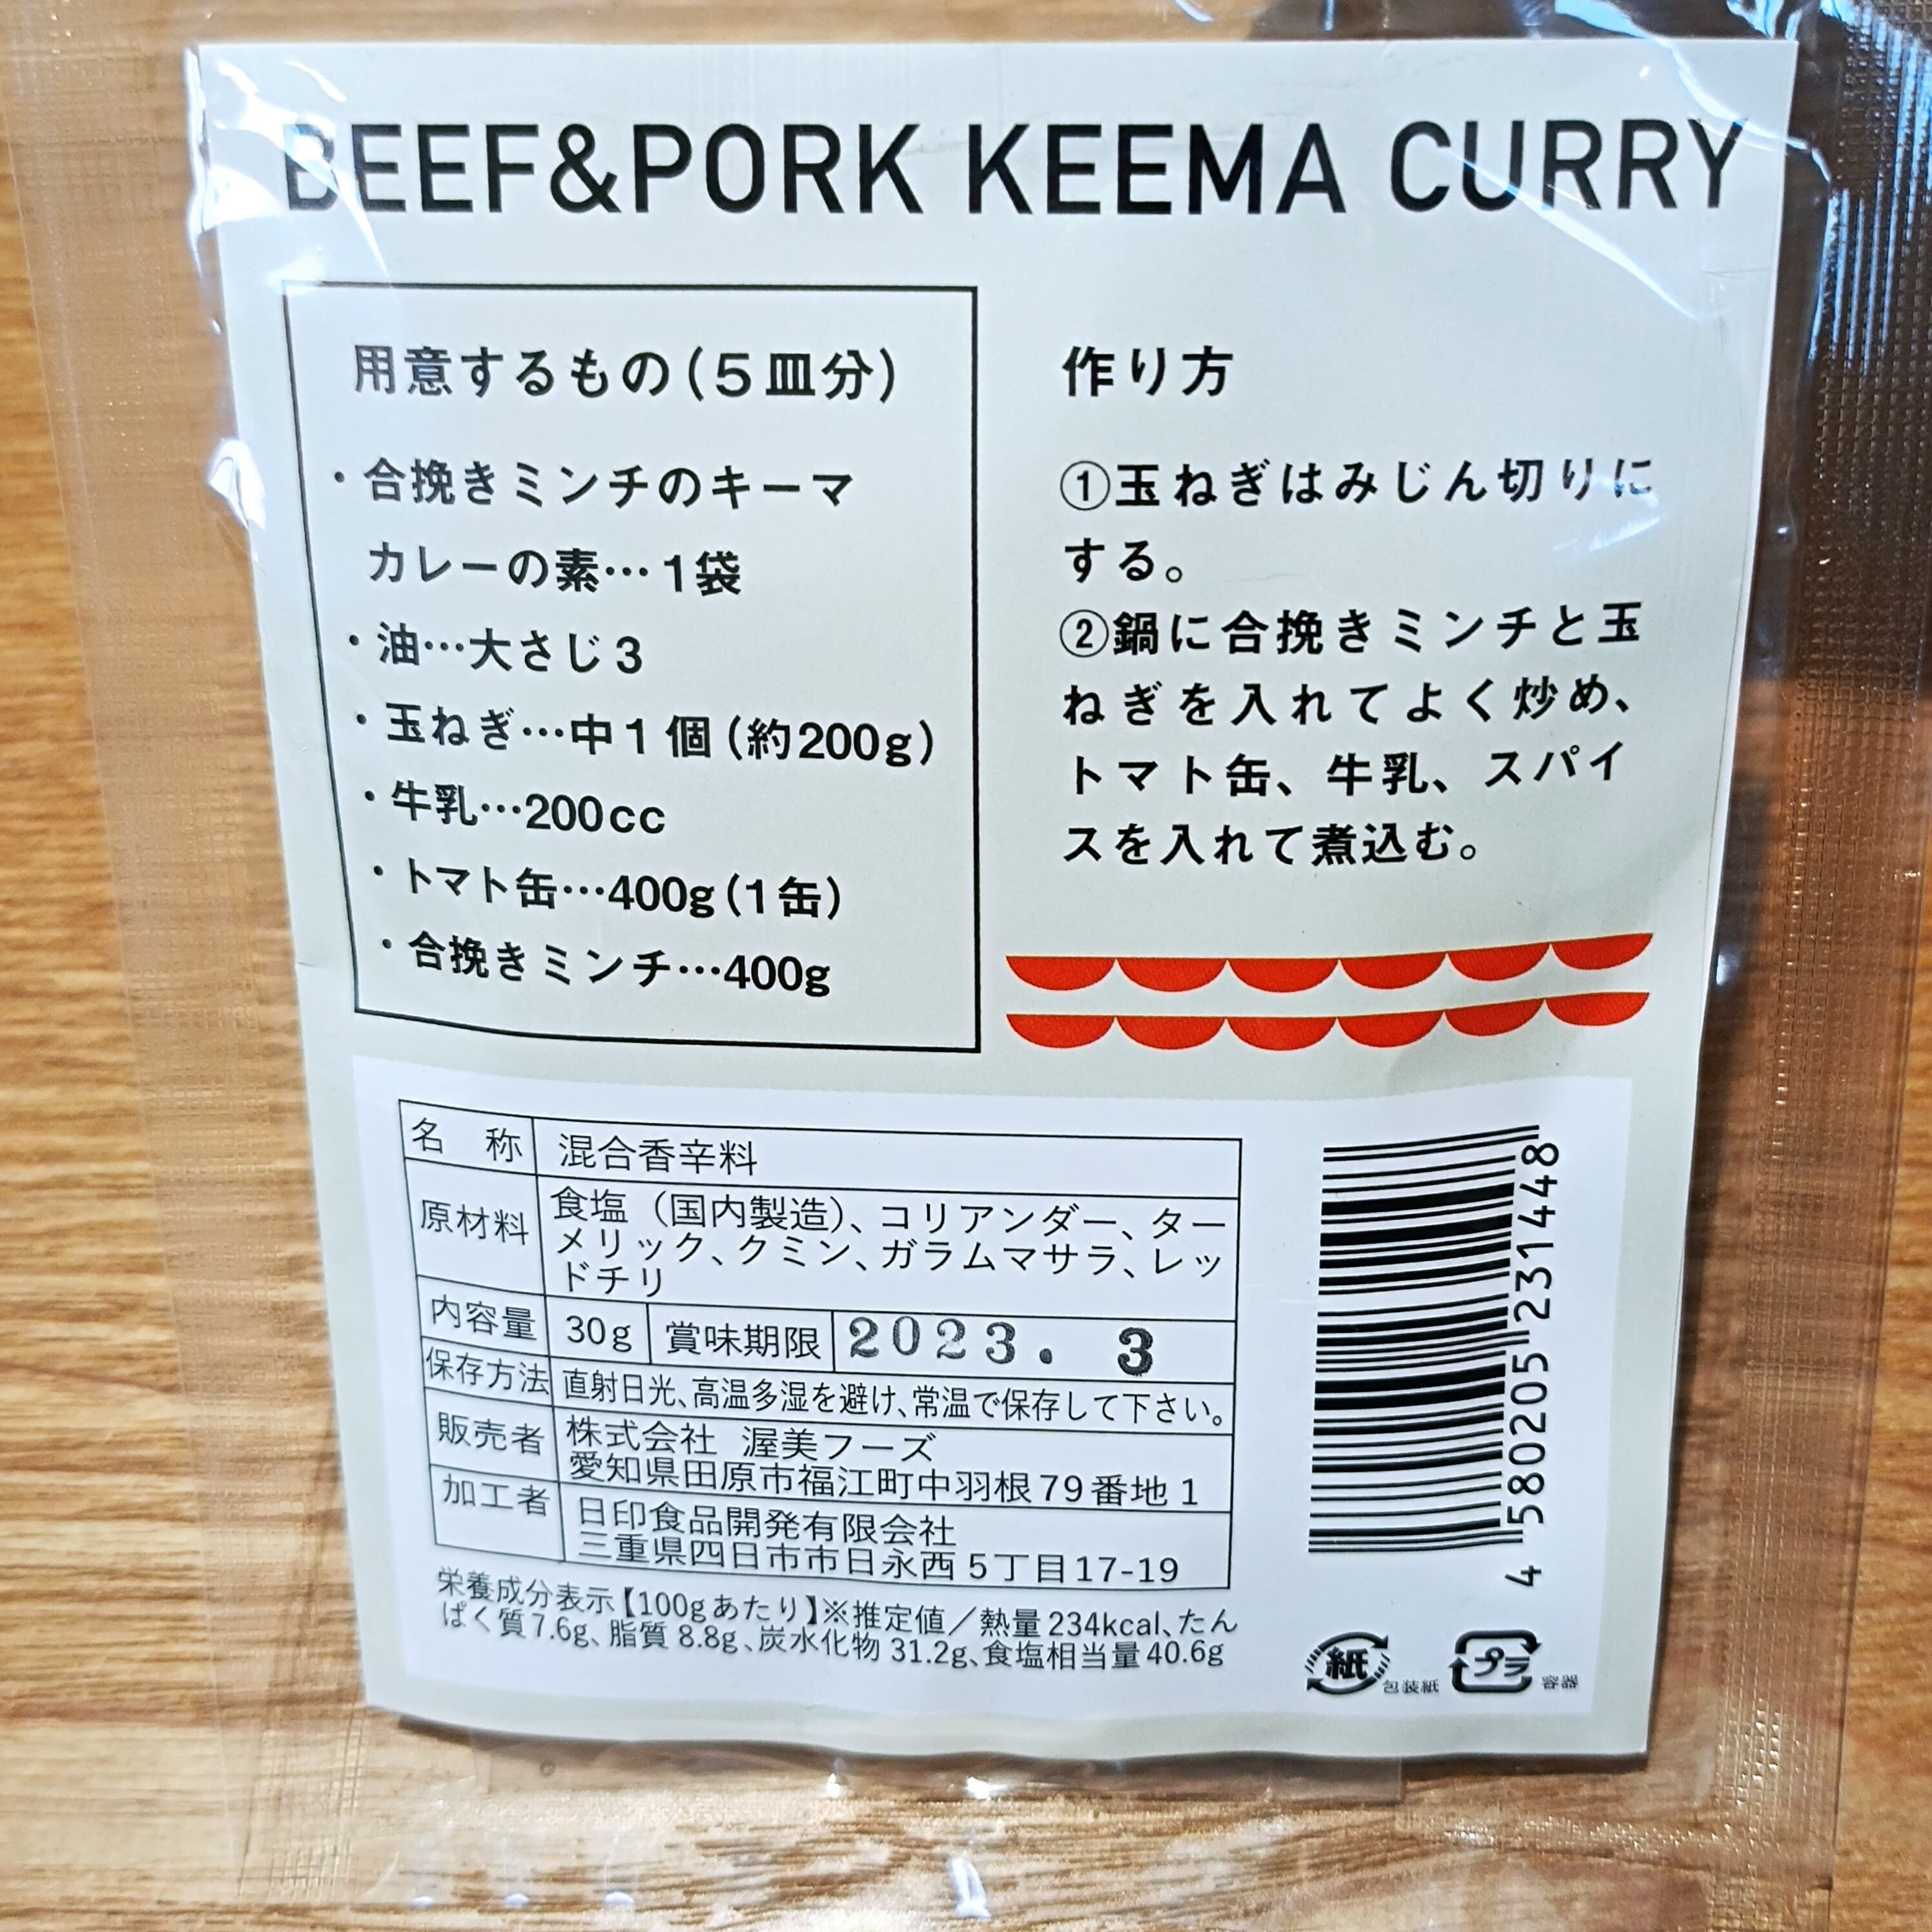 BEEF&PORK KEEMA CURRY
用意するもの(5皿分)
・合挽きミンチのキーマ
カレーの素…1袋
・油…大さじ3
・玉ねぎ…中1個(約200g)
・牛乳…200cc
・トマト缶…400g(1缶)
・合挽きミンチ…400g
作り方
①玉ねぎはみじん切りに
する。
②鍋に合挽きミンチと玉
ねぎを入れてよく炒め、
トマト缶、牛乳、スパイ
スを入れて煮込む。
名 称 混合香辛料
原材料 食塩(国内製造)、コリアンダー、ター
メリック、クミン、ガラムマサラ、レッ
ドチリ
内容量 30g 賞味期限 2023. 3
保存方法 直射日光、高温多湿を避け、常温で保存して下さい。
販売者 株式会社 渥美フーズ
愛知県田原市福江町中羽根79番地1
加工者 日印食品開発有限会社
三重県四日市市日永西5丁目17-19
栄養成分表示【100gあたり】※推定値/熱量234kcal、たん
ぱく質7.6g、脂質8.8g、炭水化物31.2g、食塩相当量40.6g
4 580205 231448
紙 包装紙 プラ 容器